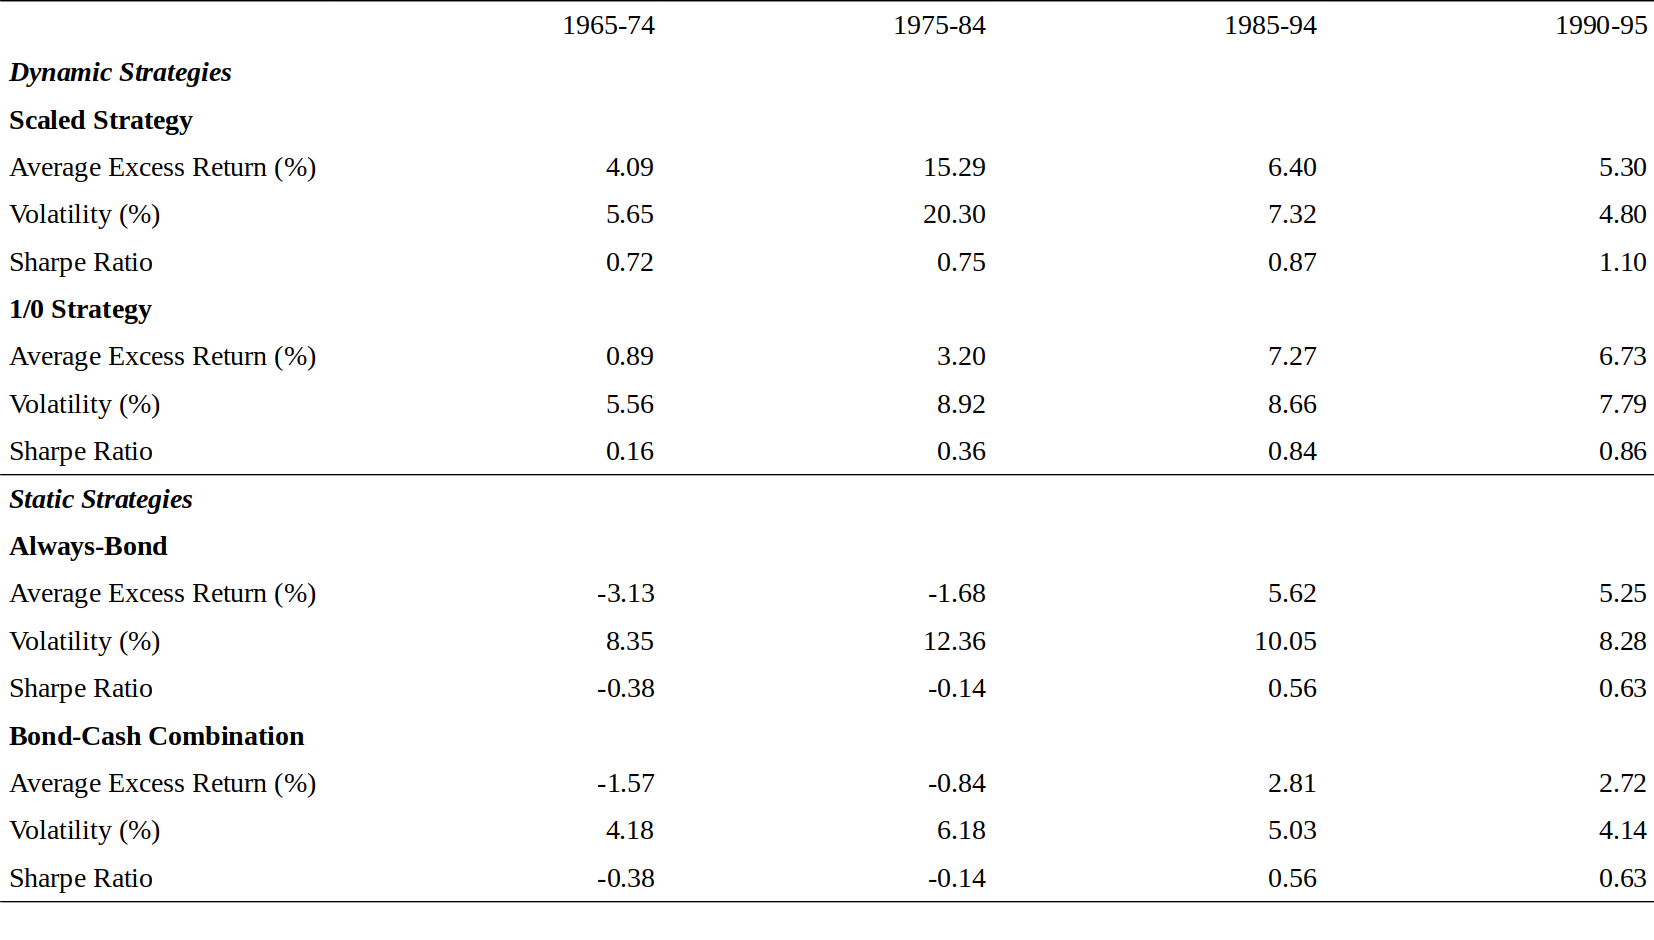 1965-74 1975-84 1985-94 1990-95
Dynamic Strategies
Scaled Strategy
Average Excess Return (%) 4.09 15.29 6.40 5.30
Volatility (%) 5.65 20.30 7.32 4.80
Sharpe Ratio 0.72 0.75 0.87 1.10
1/0 Strategy
Average Excess Return (%) 0.89 3.20 7.27 6.73
Volatility (%) 5.56 8.92 8.66 7.79
Sharpe Ratio 0.16 0.36 0.84 0.86
Static Strategies
Always-Bond
Average Excess Return (%) -3.13 -1.68 5.62 5.25
Volatility (%) 8.35 12.36 10.05 8.28
Sharpe Ratio -0.38 -0.14 0.56 0.63
Bond-Cash Combination
Average Excess Return (%) -1.57 -0.84 2.81 2.72
Volatility (%) 4.18 6.18 5.03 4.14
Sharpe Ratio -0.38 -0.14 0.56 0.63